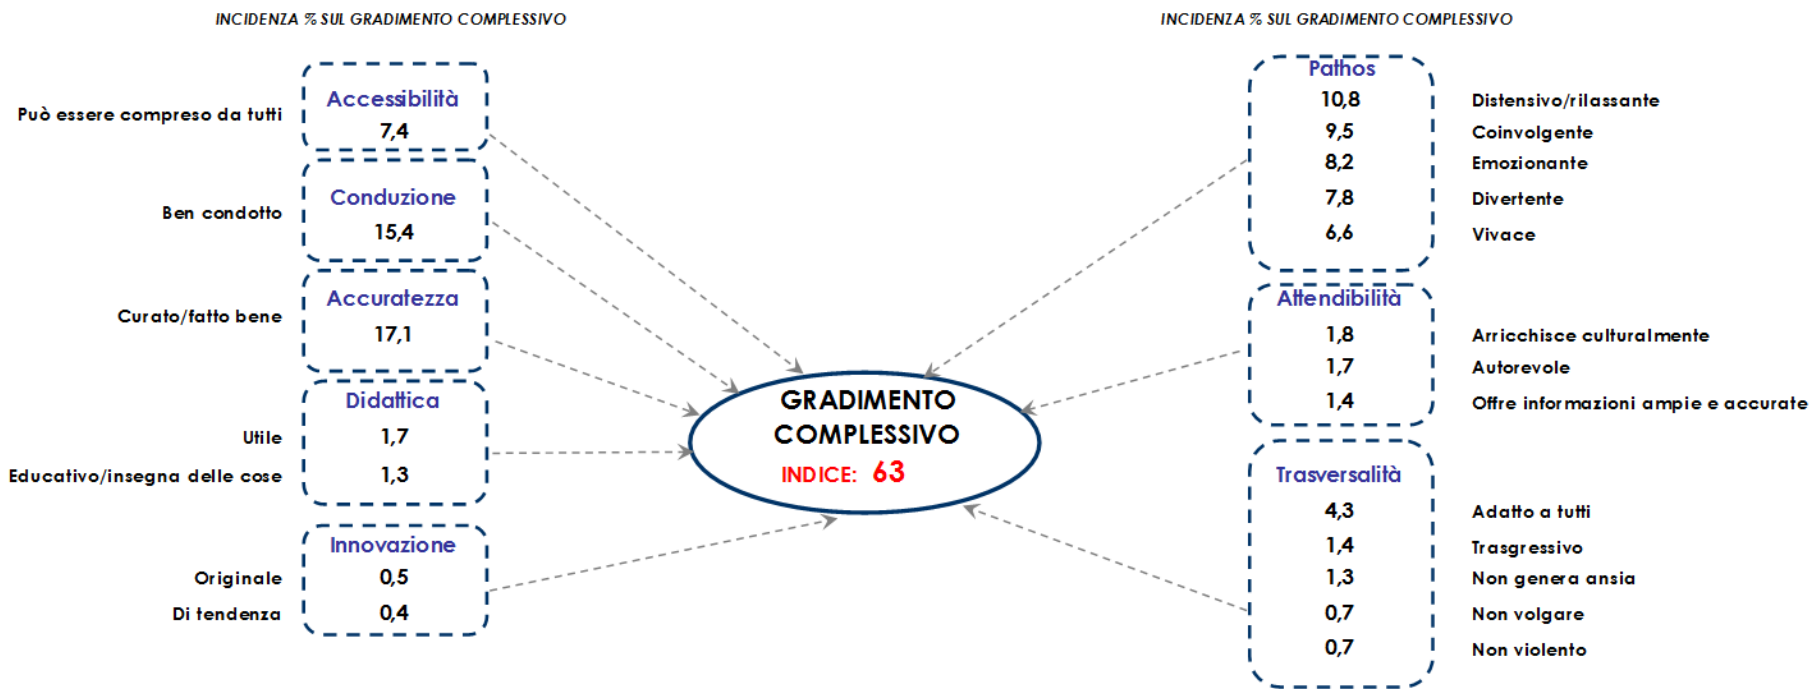 INCIDENZA % SUL GRADIMENTO COMPLESSIVO
Accessibilità
Può essere compreso da tutti
7,4
Conduzione
Ben condotto
15,4
Accuratezza
Curato/fatto bene
17,1
Didattica
Utile
1,7
Educativo/insegna delle cose
1,3
Innovazione
Originale
0,5
Di tendenza
0,4
GRADIMENTO
COMPLESSIVO
INDICE: 63
INCIDENZA % SUL GRADIMENTO COMPLESSIVO
Pathos
10,8 Distensivo/rilassante
9,5 Coinvolgente
8,2 Emozionante
7,8 Divertente
6,6 Vivace
Attendibilità
1,8 Arricchisce culturalmente
1,7 Autorevole
1,4 Offre informazioni ampie e accurate
Trasversalità
4,3 Adatto a tutti
1,4 Trasgressivo
1,3 Non genera ansia
0,7 Non volgare
0,7 Non violento